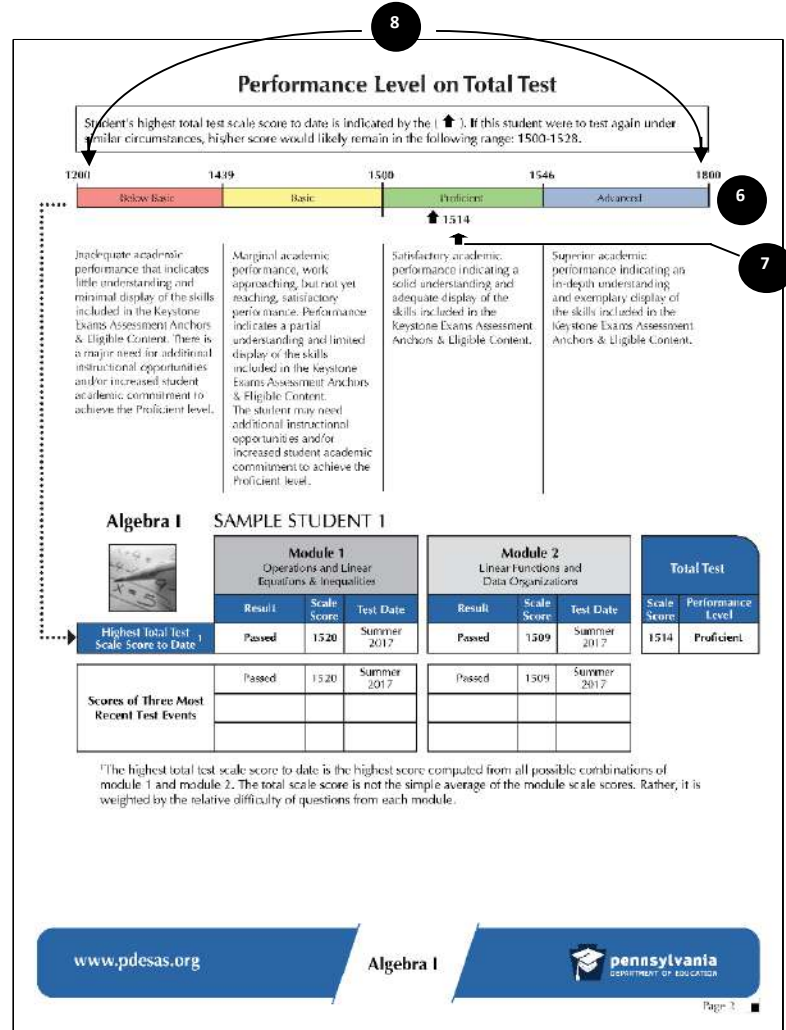 8
Performance Level on Total Test
Student's highest total test scale score to date is indicated by the ( ⬆ ). If this student were to test again under
similar circumstances, his/her score would likely remain in the following range: 1500-1528.
1200 1439 1500 1546 1800
Below Basic Basic Proficient Advanced
6
1514
7
Inadequate academic
performance that indicates
little understanding and
minimal display of the skills
included in the Keystone
Exams Assessment Anchors
& Eligible Content. There is
a major need for additional
instructional opportunities
and/or increased student
academic commitment to
achieve the Proficient level.
Marginal academic
performance, work
approaching, but not yet
reaching, satisfactory
performance. Performance
indicates a partial
understanding and limited
display of the skills
included in the Keystone
Exams Assessment Anchors
& Eligible Content.
The student may need
additional instructional
opportunities and/or
increased student academic
commitment to achieve the
Proficient level.
Satisfactory academic
performance indicating a
solid understanding and
adequate display of the
skills included in the
Keystone Exams Assessment
Anchors & Eligible Content.
Superior academic
performance indicating an
in-depth understanding
and exemplary display of
the skills included in the
Keystone Exams Assessment
Anchors & Eligible Content.
Algebra I SAMPLE STUDENT 1
Module 1
Operations and Linear
Equations & Inequalities
Module 2
Linear Functions and
Data Organizations
Total Test
Result Scale Score Test Date Result Scale Score Test Date Scale Score Performance Level
Highest Total Test Scale Score to Date 1 Passed 1520 Summer 2017 Passed 1509 Summer 2017 1514 Proficient
Scores of Three Most Recent Test Events Passed 1520 Summer 2017 Passed 1509 Summer 2017
1The highest total test scale score to date is the highest score computed from all possible combinations of
module 1 and module 2. The total scale score is not the simple average of the module scale scores. Rather, it is
weighted by the relative difficulty of questions from each module.
www.pdesas.org Algebra I pennsylvania
DEPARTMENT OF EDUCATION
Page 2